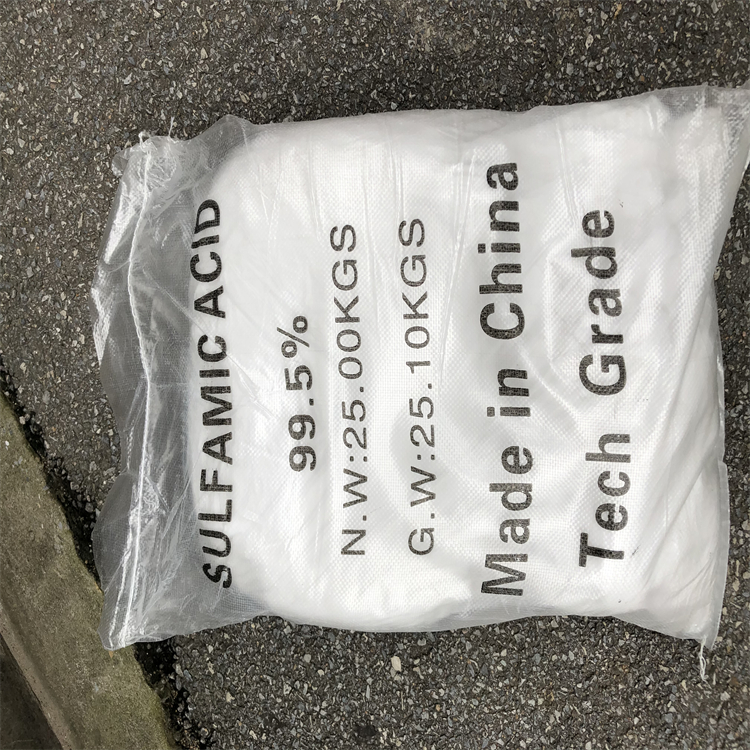 SULFAMIC ACID
99.5%
N.W:25.00KGS
G.W:25.10KGS
Made in China
Tech Grade